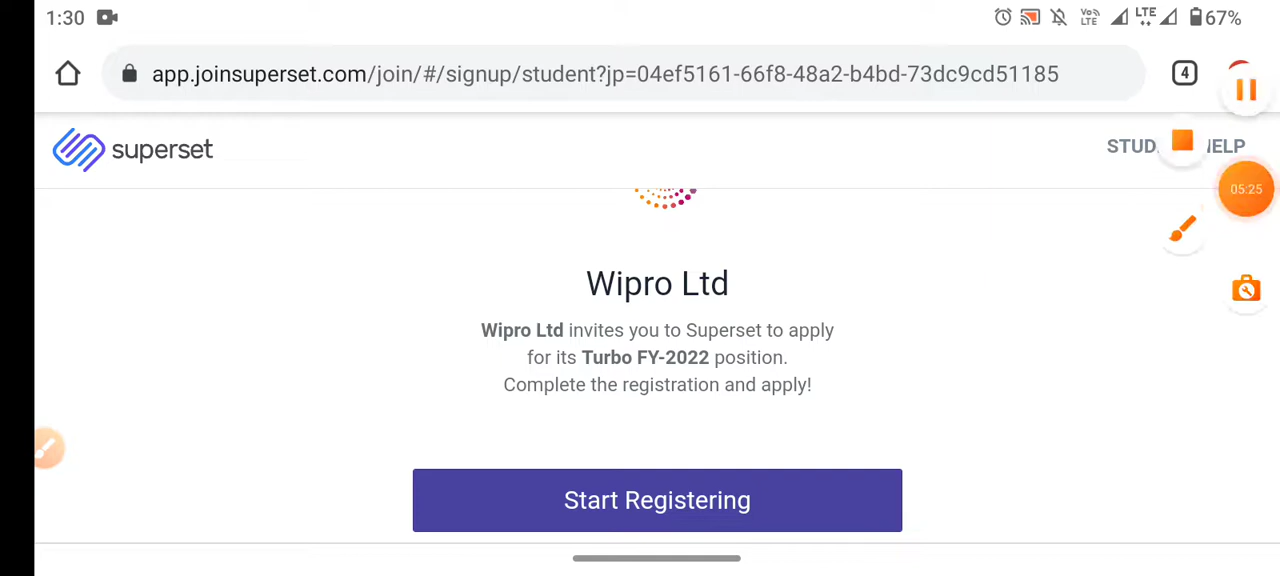 1:30
LTE
67%
app.joinsuperset.com/join/#/signup/student?jp=04ef5161-66f8-48a2-b4bd-73dc9cd51185
4
superset
05:25
Wipro Ltd
Wipro Ltd invites you to Superset to apply
for its Turbo FY-2022 position.
Complete the registration and apply!
Start Registering